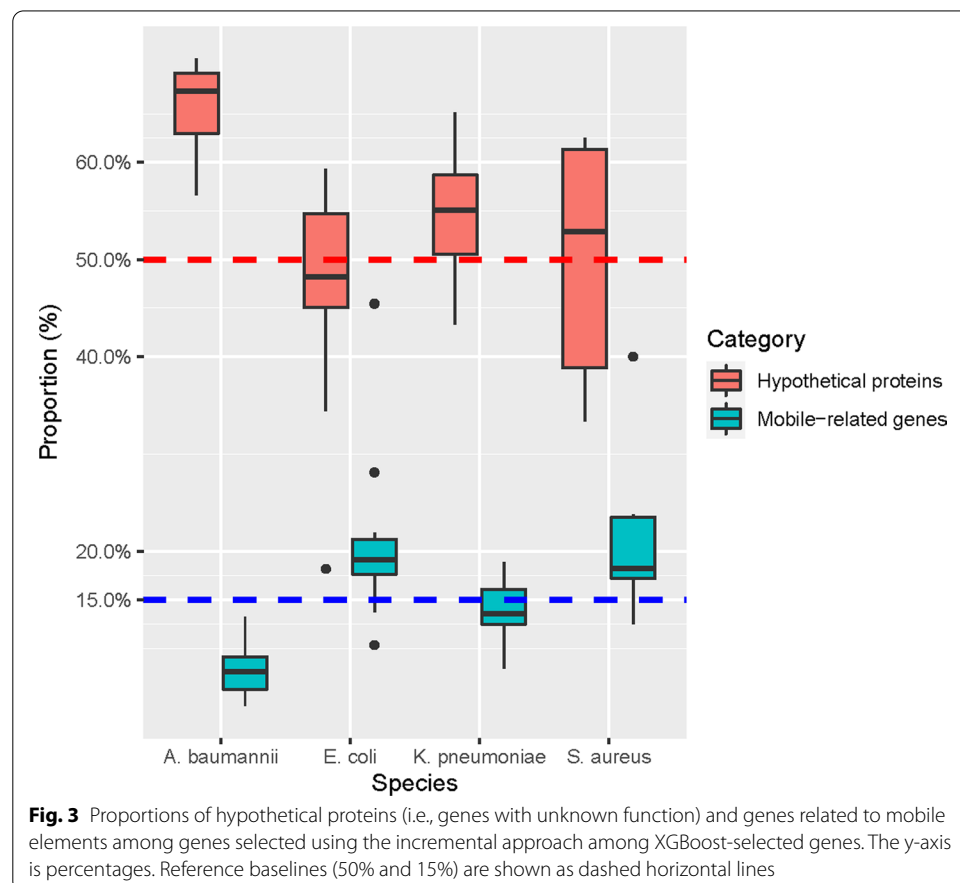 60.0%
50.0%
40.0%
20.0%
15.0%
Proportion (%)
A. baumannii E. coli K. pneumoniae S. aureus
Species
Category
Hypothetical proteins
Mobile−related genes
Fig. 3 Proportions of hypothetical proteins (i.e., genes with unknown function) and genes related to mobile
elements among genes selected using the incremental approach among XGBoost-selected genes. The y-axis
is percentages. Reference baselines (50% and 15%) are shown as dashed horizontal lines